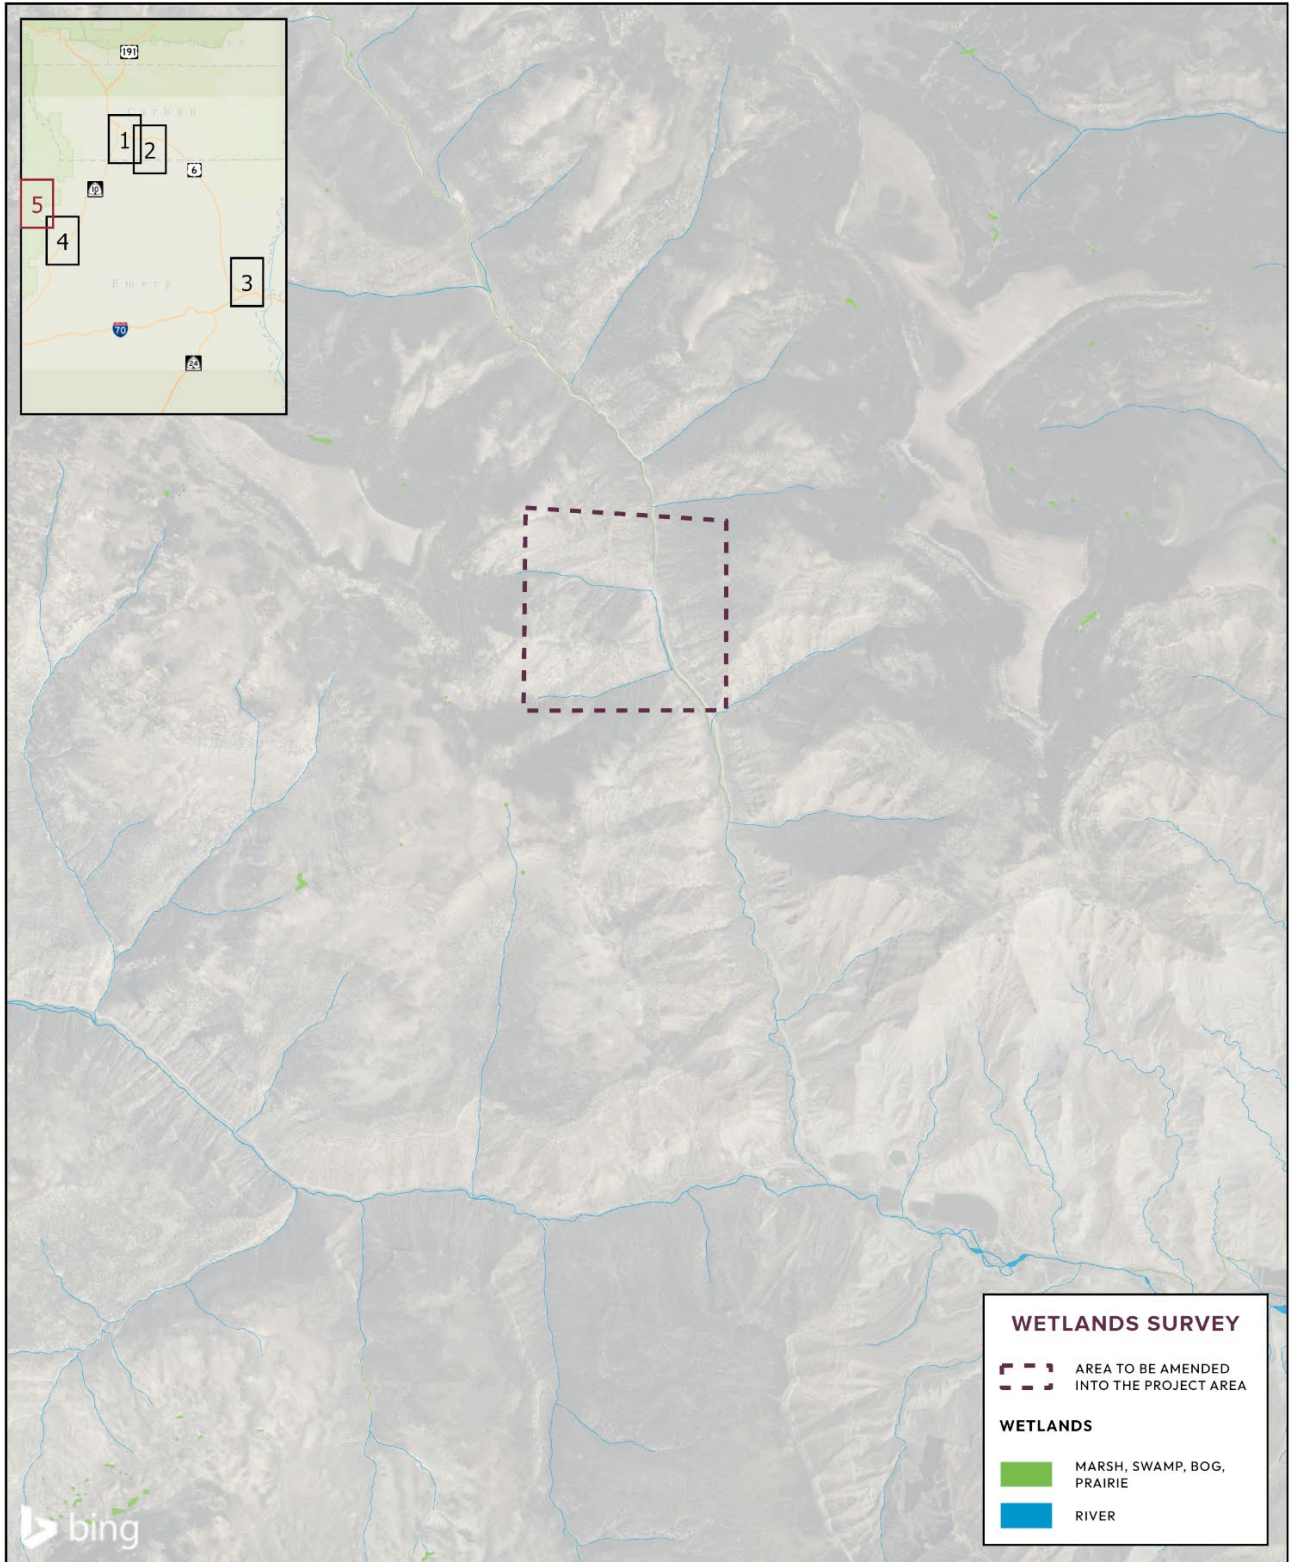 191
Carbon
1
2
6
10
5
4
Emery
3
70
24
WETLANDS SURVEY
AREA TO BE AMENDED
INTO THE PROJECT AREA
WETLANDS
MARSH, SWAMP, BOG,
PRAIRIE
RIVER
bing